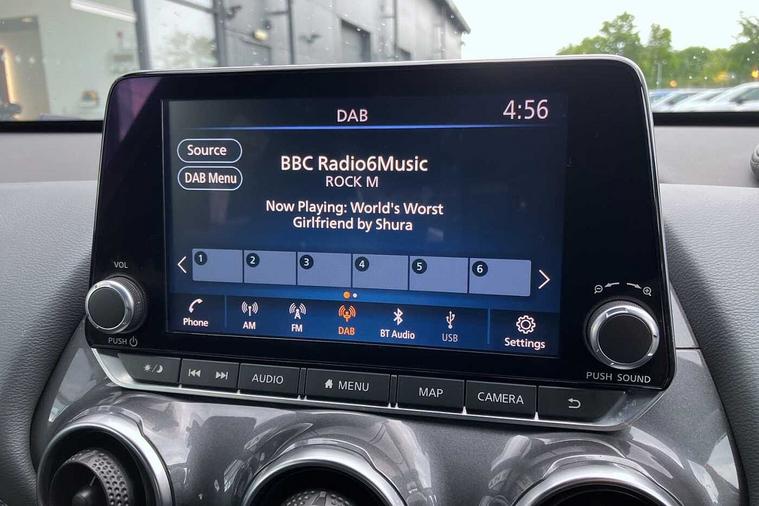 DAB
4:56
Source
DAB Menu
BBC Radio6Music
ROCK M
Now Playing: World's Worst
Girlfriend by Shura
1 2 3 4 5 6
Phone AM FM DAB BT Audio USB Settings
VOL
PUSH
PUSH SOUND
AUDIO MENU MAP CAMERA